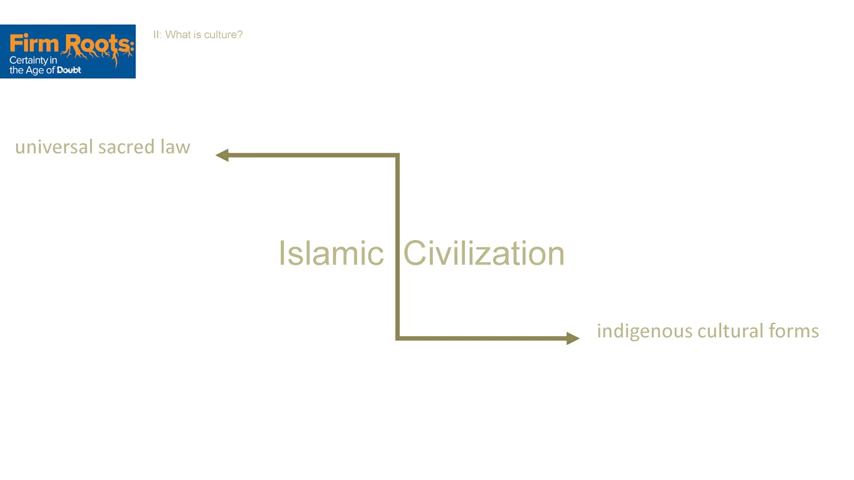 II: What is culture?
Firm Roots:
Certainty in
the Age of Doubt
universal sacred law
Islamic Civilization
indigenous cultural forms